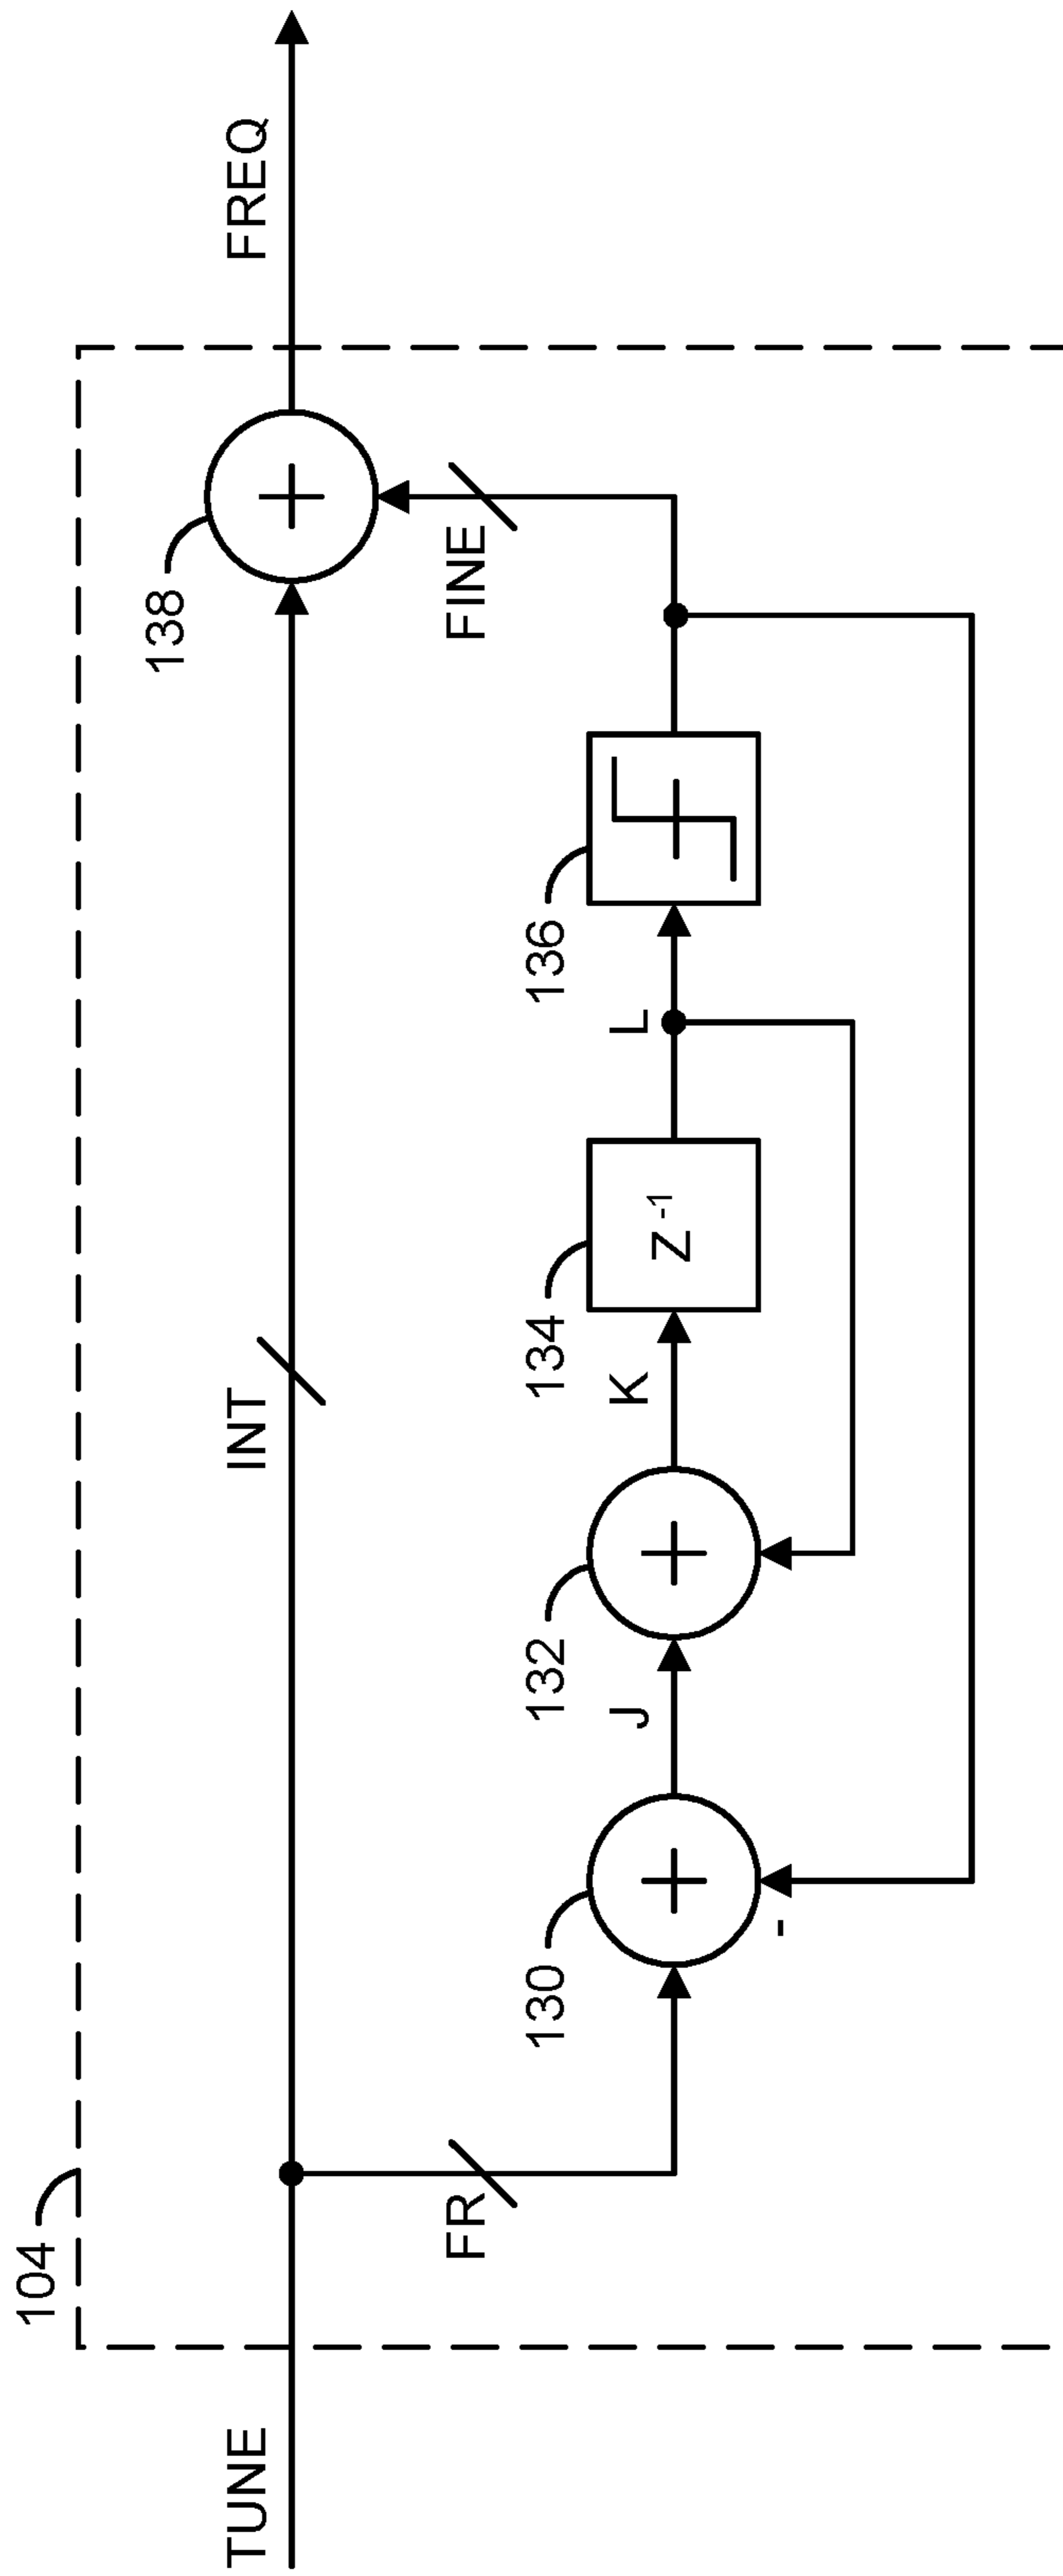 104
TUNE
INT
138
FREQ
FR
FINE
130
J
132
K
134
L
136
Z -1
+
+
+
-